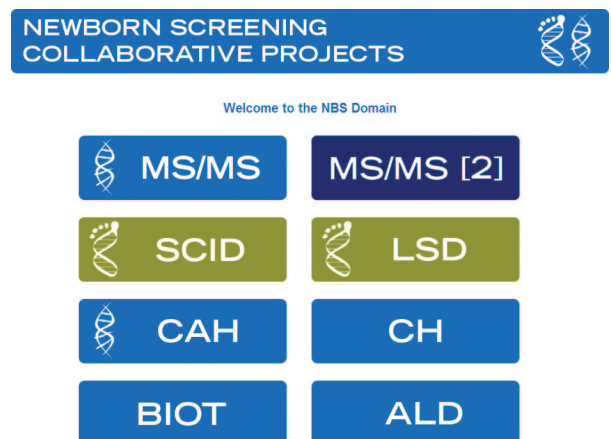 NEWBORN SCREENING
COLLABORATIVE PROJECTS
Welcome to the NBS Domain
MS/MS
MS/MS [2]
SCID
LSD
CAH
CH
BIOT
ALD